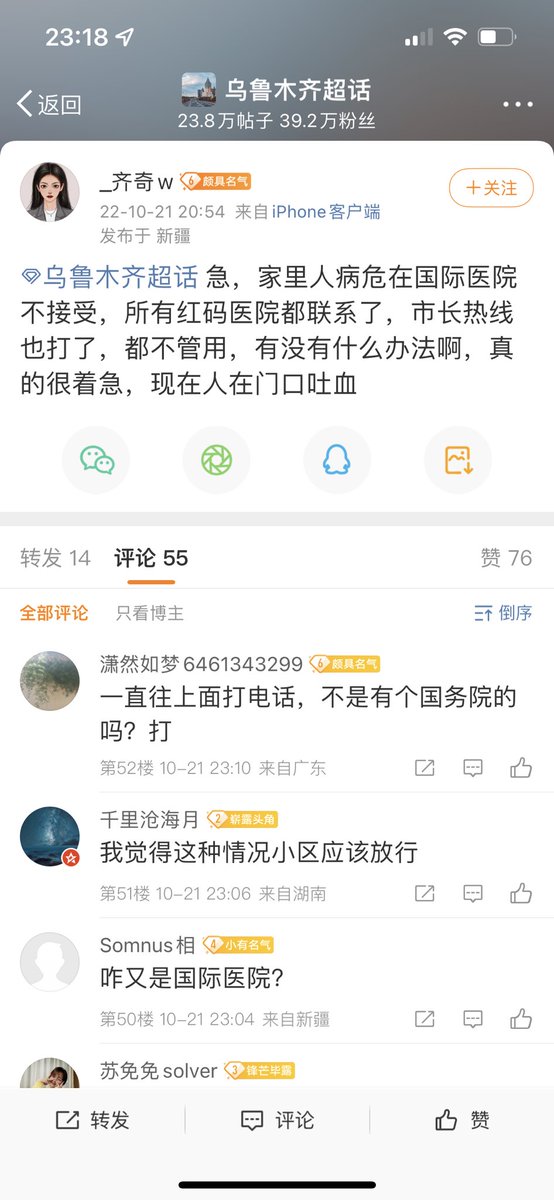 23:18
返回
乌鲁木齐超话
23.8万帖子 39.2万粉丝
_齐奇w 6 颇具名气
+关注
22-10-21 20:54 来自 iPhone客户端
发布于 新疆
乌鲁木齐超话 急，家里人病危在国际医院
不接受，所有红码医院都联系了，市长热线
也打了，都不管用，有没有什么办法啊，真
的很着急，现在人在门口吐血
转发 14 评论 55 赞 76
全部评论 只看博主 倒序
潇然如梦6461343299 6 颇具名气
一直往上面打电话，不是有个国务院的
吗？打
第52楼 10-21 23:10 来自广东
千里沧海月 2 崭露头角
我觉得这种情况小区应该放行
第51楼 10-21 23:06 来自湖南
Somnus相 4 小有名气
咋又是国际医院？
第50楼 10-21 23:04 来自新疆
苏免免solver 3 锋芒毕露
转发 评论 赞